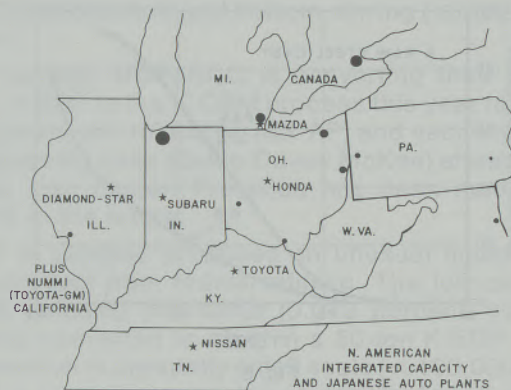 MI.
CANADA
MAZDA
PA.
OH.
DIAMOND-STAR
SUBARU
HONDA
ILL.
IN.
W. VA.
PLUS
NUMMI
(TOYOTA-GM)
CALIFORNIA
TOYOTA
KY.
NISSAN
TN.
N. AMERICAN
INTEGRATED CAPACITY
AND JAPANESE AUTO PLANTS